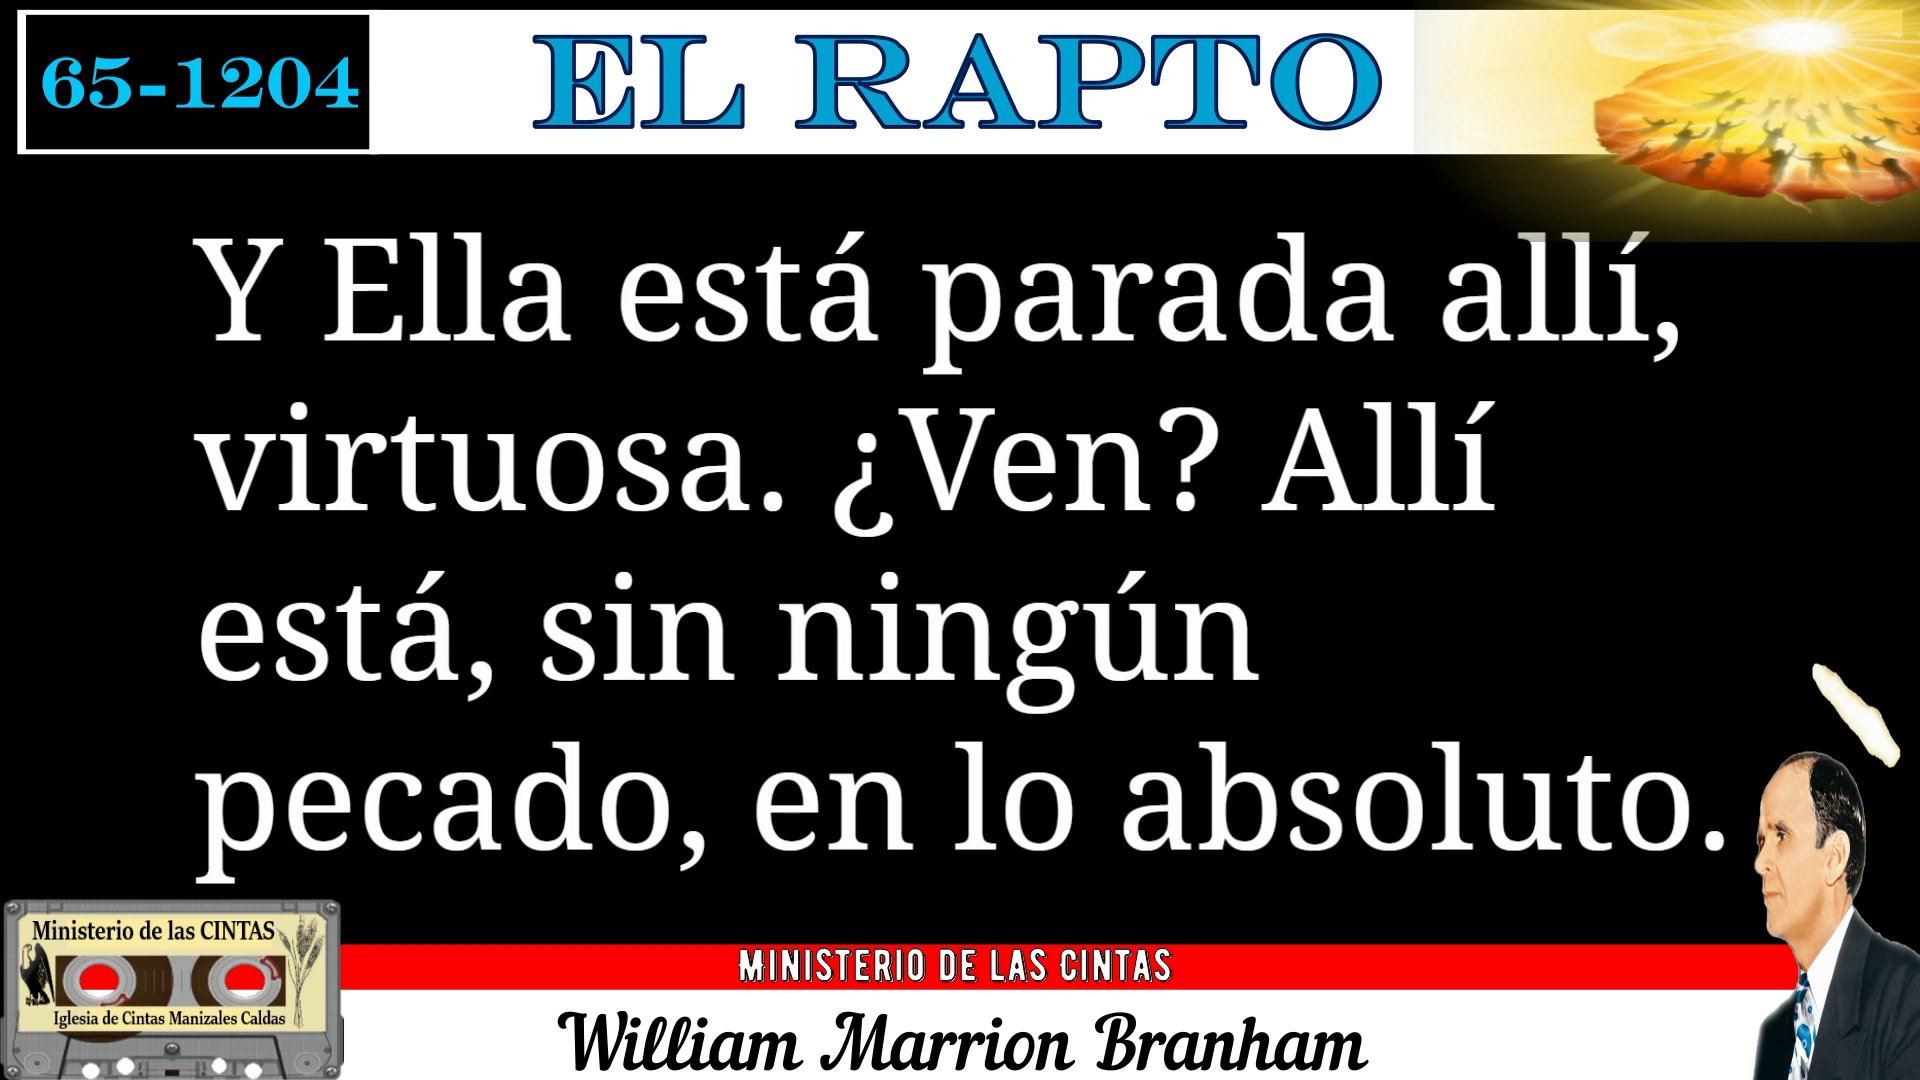 65-1204
EL RAPTO
Y Ella está parada allí,
virtuosa. ¿Ven? Allí
está, sin ningún
pecado, en lo absoluto.
Ministerio de las CINTAS
Iglesia de Cintas Manizales Caldas
MINISTERIO DE LAS CINTAS
William Marrion Branham